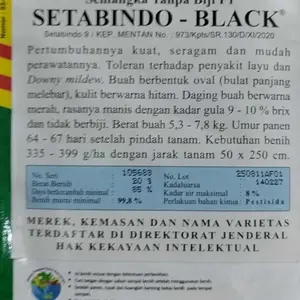 Semangka Tanpa Biji F1
SETABINDO - BLACK®
Setabindo 9 / KEP. MENTAN No. : 973/Kpts/SR.130/D/XI/2020
Pertumbuhannya kuat, seragam dan mudah
perawatannya. Toleran terhadap penyakit layu dan
Downy mildew. Buah berbentuk oval (bulat panjang
melebar), kulit berwarna hitam. Daging buah berwarna
merah, rasanya manis dengan kadar gula 9 - 10% brix
dan tidak berbiji. Berat buah 5,3 - 7,8 kg. Umur panen
64 - 67 hari setelah pindah tanam. Kebutuhan benih
335 - 399 g/ha dengan jarak tanam 50 x 250 cm.
No. Seri : 105683
Berat Bersih : 20 g
Daya berkecambah minimal : 85 %
Benih murni minimal : 99,8 %
No. Lot : 250811AF01
Kadaluarsa : 140227
Kadar air maksimal : 8 %
Perlakuan bahan kimia : Pestisida
MEREK, KEMASAN DAN NAMA VARIETAS
TERDAFTAR DI DIREKTORAT JENDERAL
HAK KEKAYAAN INTELEKTUAL